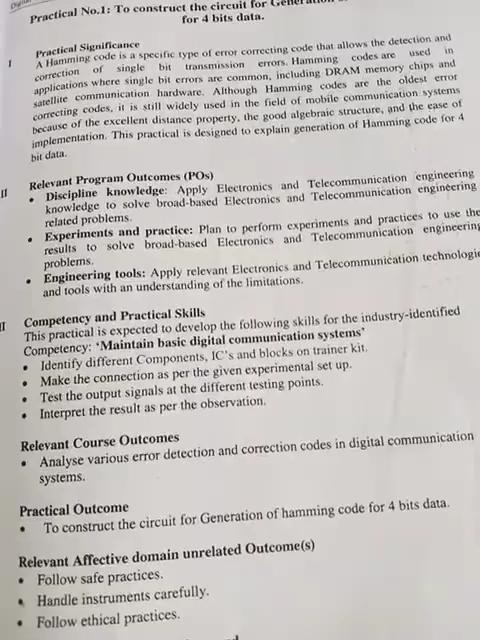 Practical No.1: To construct the circuit for Generation
for 4 bits data.
I Practical Significance
A Hamming code is a specific type of error correcting code that allows the detection and
correction of single bit transmission errors. Hamming codes are used in
applications where single bit errors are common, including DRAM memory chips and
satellite communication hardware. Although Hamming codes are the oldest error
correcting codes, it is still widely used in the field of mobile communication systems
because of the excellent distance property, the good algebraic structure, and the ease of
implementation. This practical is designed to explain generation of Hamming code for 4
bit data.
II Relevant Program Outcomes (POs)
• Discipline knowledge: Apply Electronics and Telecommunication engineering
knowledge to solve broad-based Electronics and Telecommunication engineering
related problems.
• Experiments and practice: Plan to perform experiments and practices to use the
results to solve broad-based Electronics and Telecommunication engineering
problems.
• Engineering tools: Apply relevant Electronics and Telecommunication technologie
and tools with an understanding of the limitations.
II Competency and Practical Skills
This practical is expected to develop the following skills for the industry-identified
Competency: 'Maintain basic digital communication systems'
• Identify different Components, IC's and blocks on trainer kit.
• Make the connection as per the given experimental set up.
• Test the output signals at the different testing points.
• Interpret the result as per the observation.
Relevant Course Outcomes
• Analyse various error detection and correction codes in digital communication
systems.
Practical Outcome
• To construct the circuit for Generation of hamming code for 4 bits data.
Relevant Affective domain unrelated Outcome(s)
• Follow safe practices.
• Handle instruments carefully.
• Follow ethical practices.